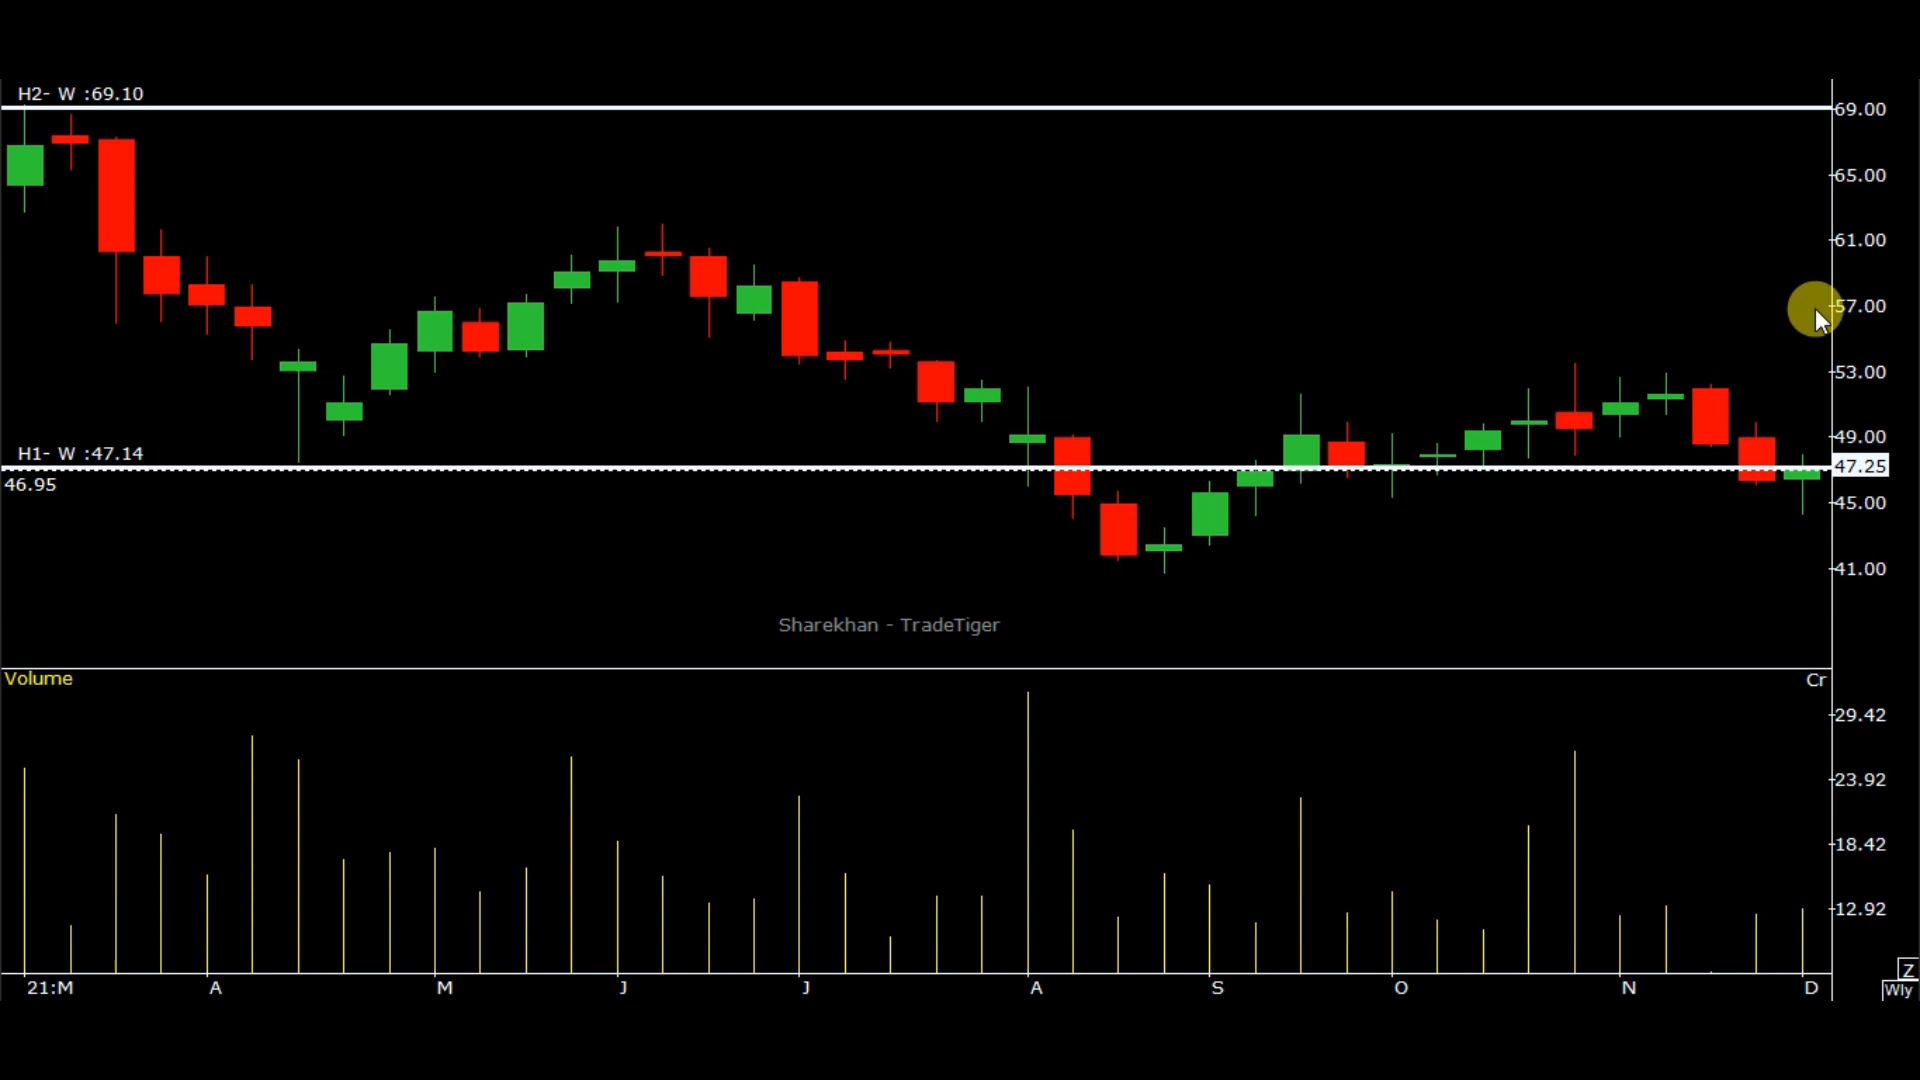 H2- W :69.10
69.00
65.00
61.00
57.00
53.00
49.00
H1- W :47.14
47.25
46.95
45.00
41.00
Sharekhan - TradeTiger
Volume
Cr
29.42
23.92
18.42
12.92
Z
21:M A M J J A S O N D
Wly